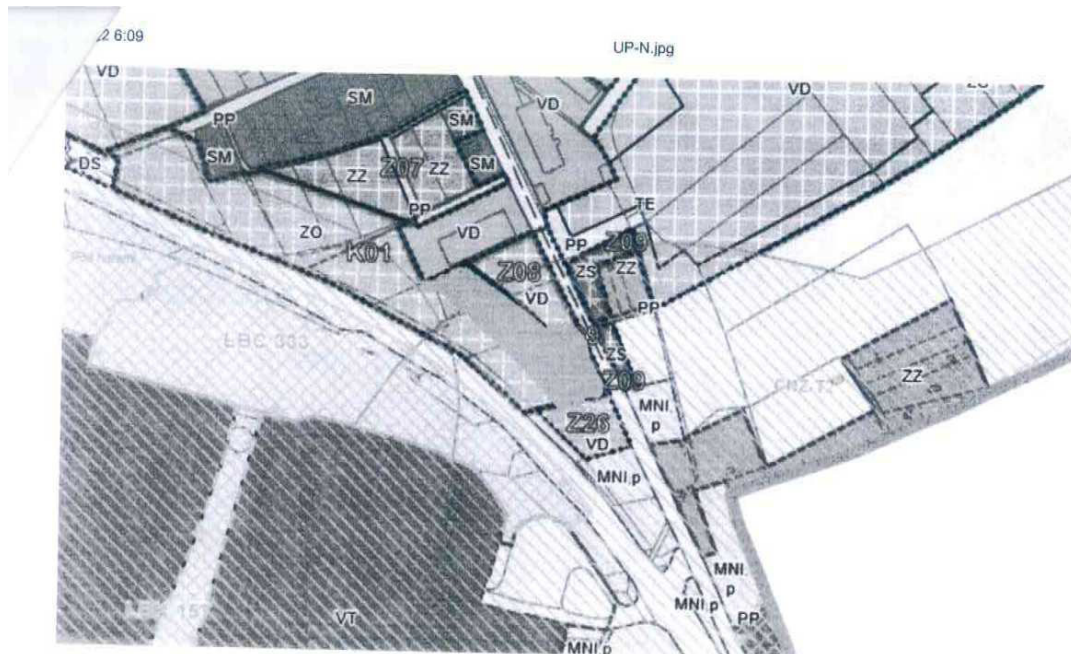 2 6:09
UP-N.jpg
VD
SM
VD
VD
PP
SM
SM
DS
SM
ZZ
Z07
ZZ
SM
PP
TE
ZO
VD
K01
PP
Z09
Z08
ZS
ZZ
VD
PP
LBC 333
ZS
Z09
ZZ
MNI
p
Z26
VD
MNI.p
MNI
p
MNI.p
VT
PP
MNI.p